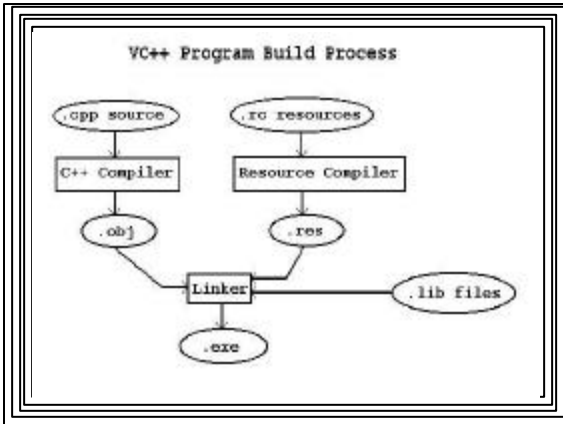 VC++ Program Build Process
.cpp source
.rc resources
C++ Compiler
Resource Compiler
.obj
.res
Linker
.lib files
.exe